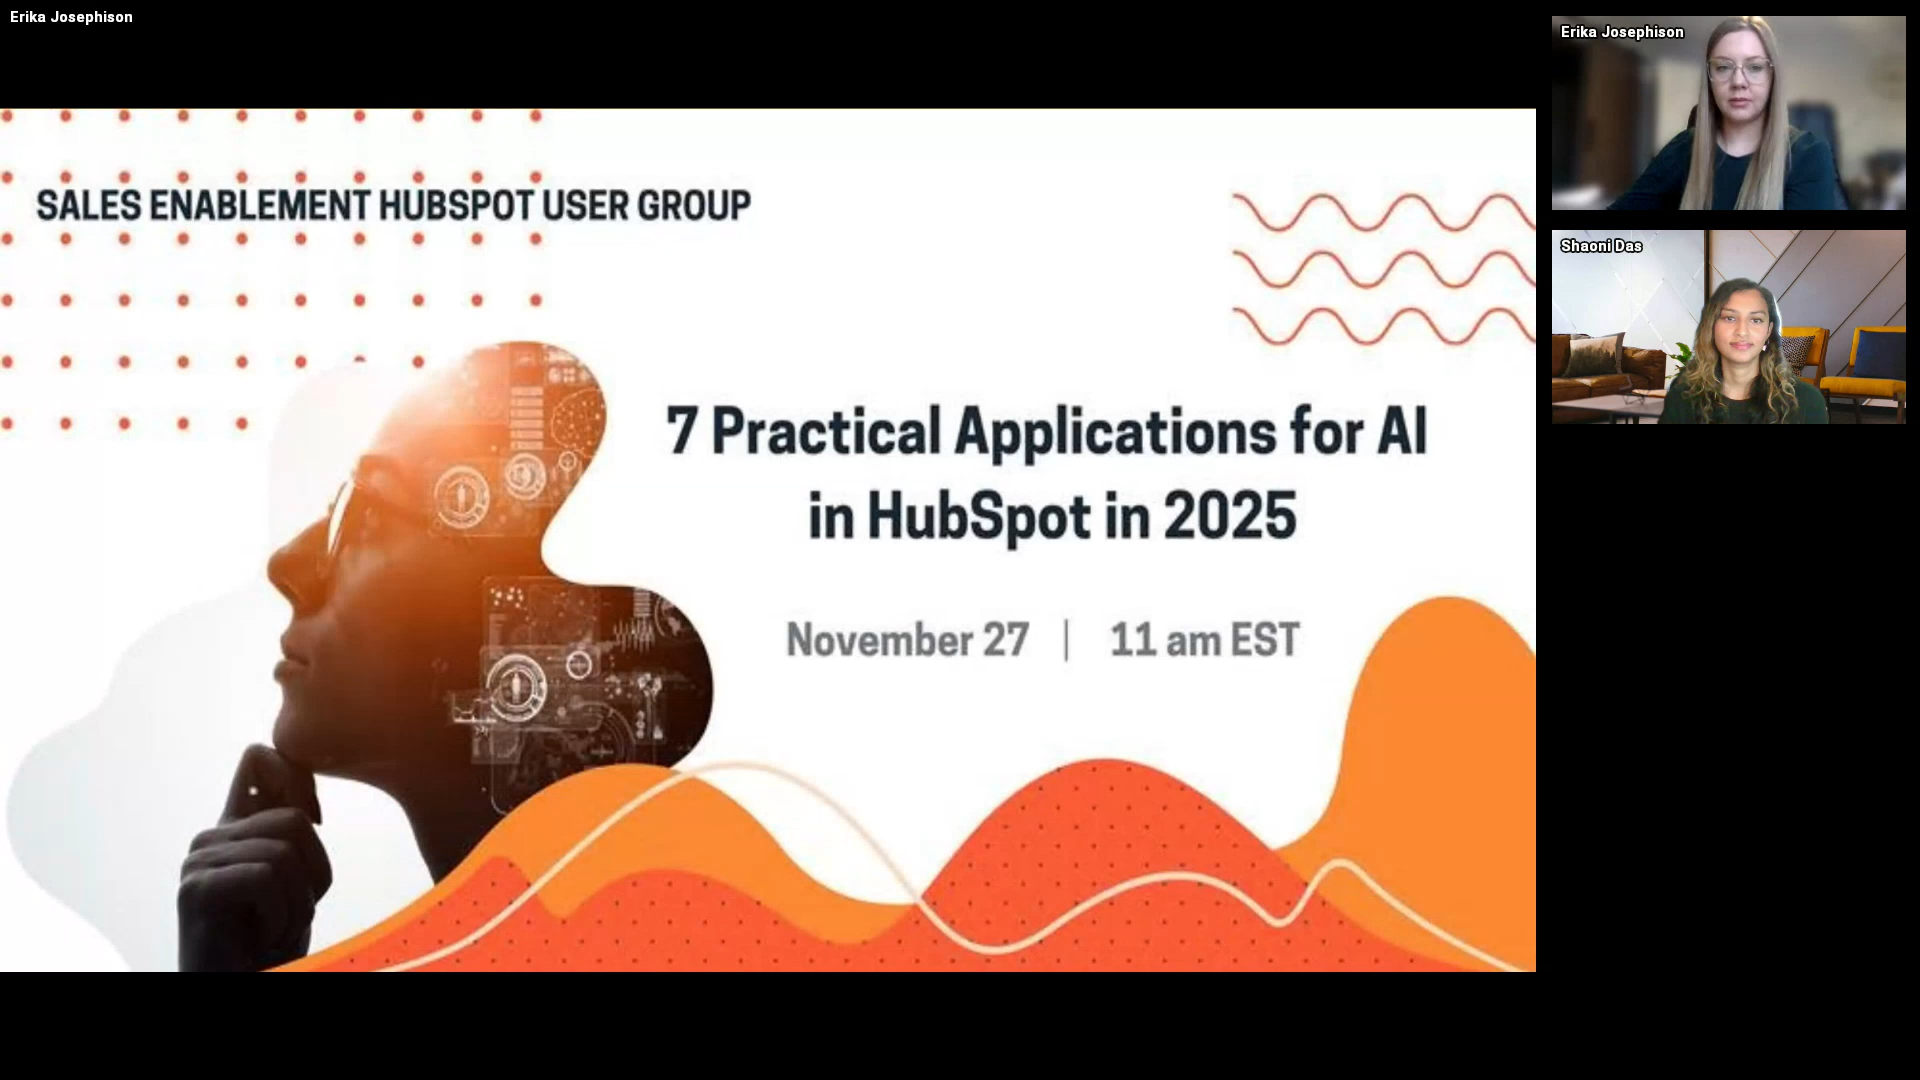 Erika Josephison
SALES ENABLEMENT HUBSPOT USER GROUP
7 Practical Applications for AI
in HubSpot in 2025
November 27 | 11 am EST
Erika Josephison
Shaoni Das